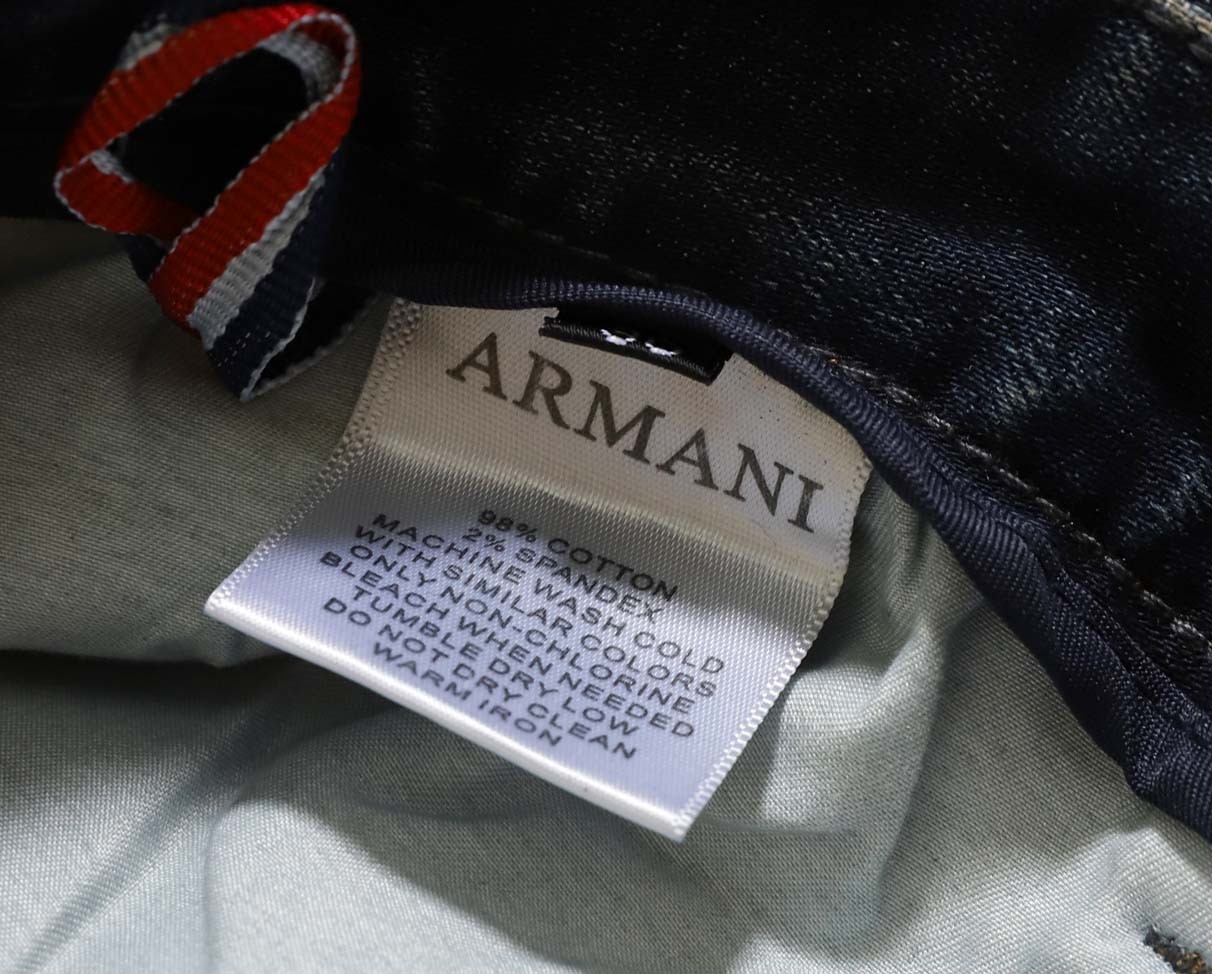 ARMANI
98% COTTON
2% SPANDEX
MACHINE WASH COLD
WITH SIMILAR COLORS
ONLY NON-CHLORINE
BLEACH WHEN NEEDED
TUMBLE DRY LOW
DO NOT DRY CLEAN
WARM IRON